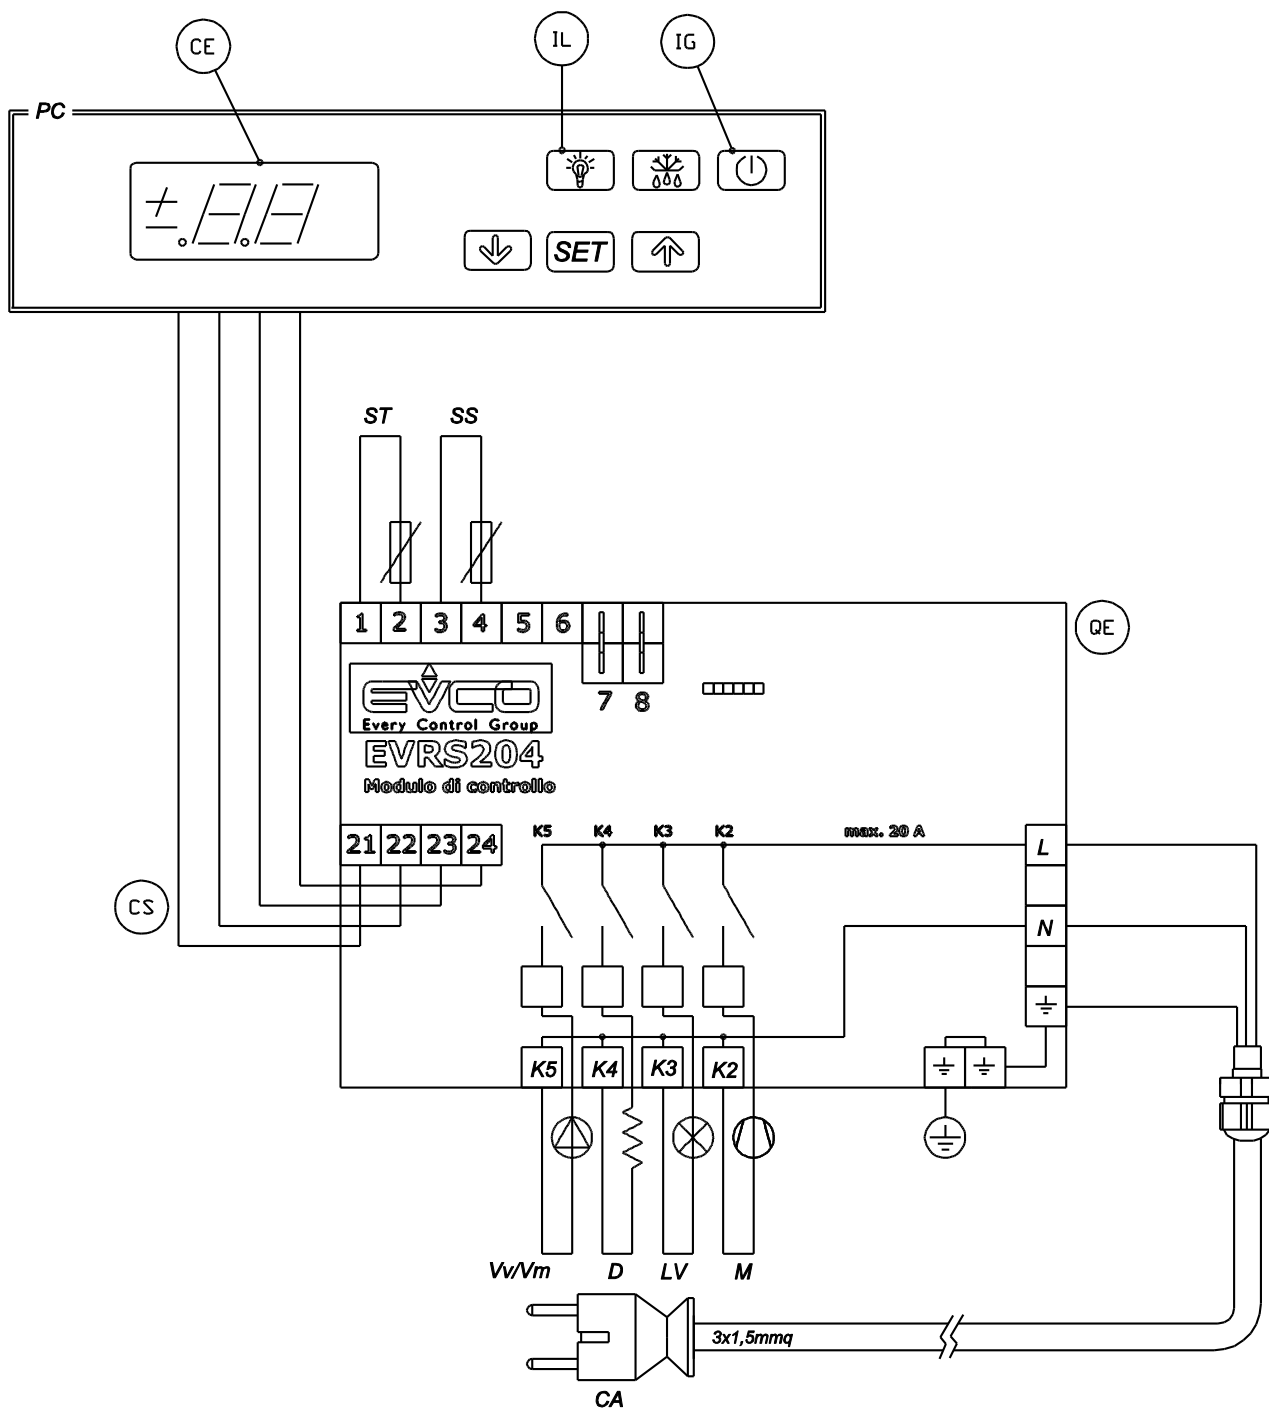 CE
IL
IG
PC
SET
ST SS
1 2 3 4 5 6
7 8
QE
EVCO
Every Control Group
EVRS204
Modulo di controllo
21 22 23 24
K5 K4 K3 K2 max. 20 A
L
CS
N
K5 K4 K3 K2
Vv/Vm D LV M
3x1,5mmq
CA